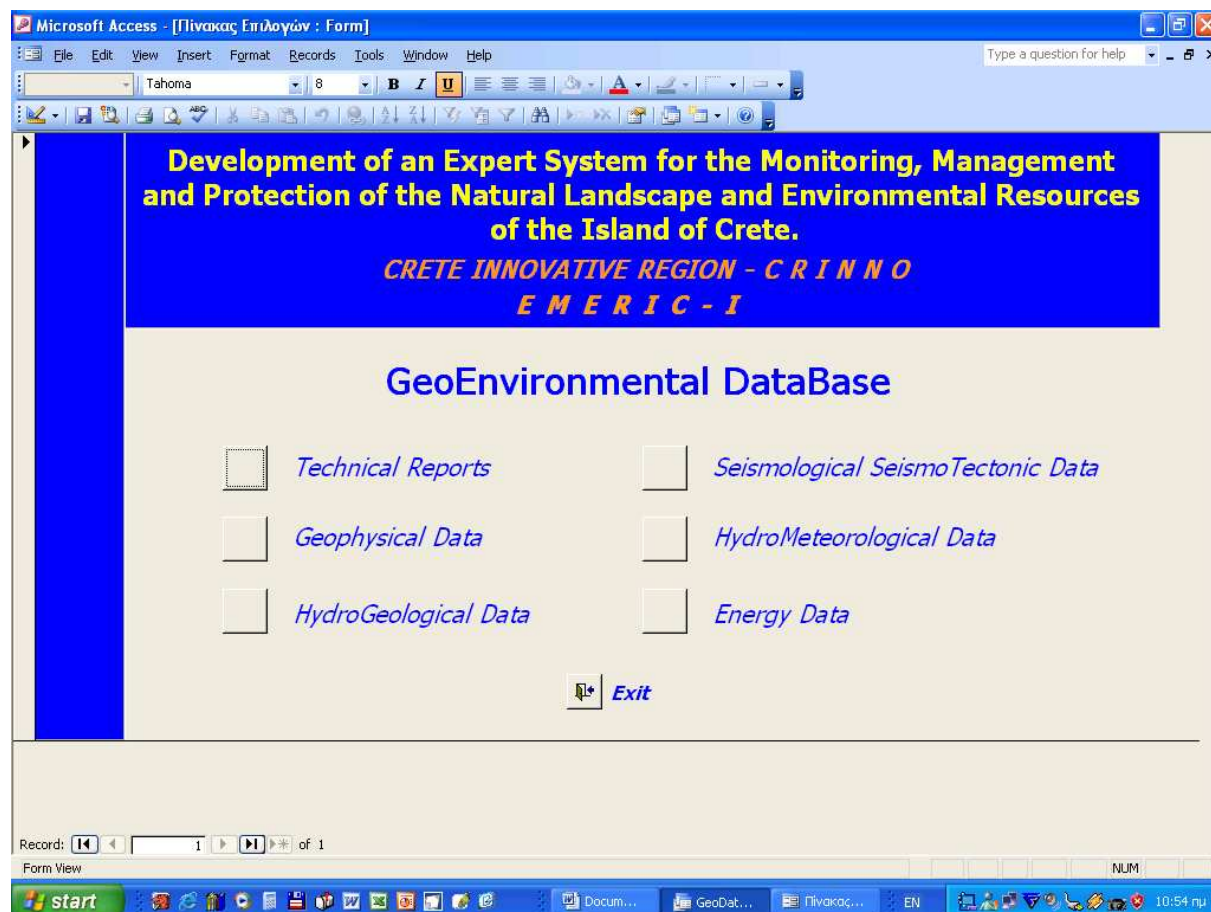 Microsoft Access - [Πίνακας Επιλογών : Form]
File Edit View Insert Format Records Tools Window Help Type a question for help
Tahoma 8 B I U A
Development of an Expert System for the Monitoring, Management
and Protection of the Natural Landscape and Environmental Resources
of the Island of Crete.
CRETE INNOVATIVE REGION - C R I N N O
E M E R I C - I
GeoEnvironmental DataBase
Technical Reports Seismological SeismoTectonic Data
Geophysical Data HydroMeteorological Data
HydroGeological Data Energy Data
Exit
Record: 1 of 1
Form View NUM
start Docum... GeoDat... Πίνακας... EN 10:54 πμ